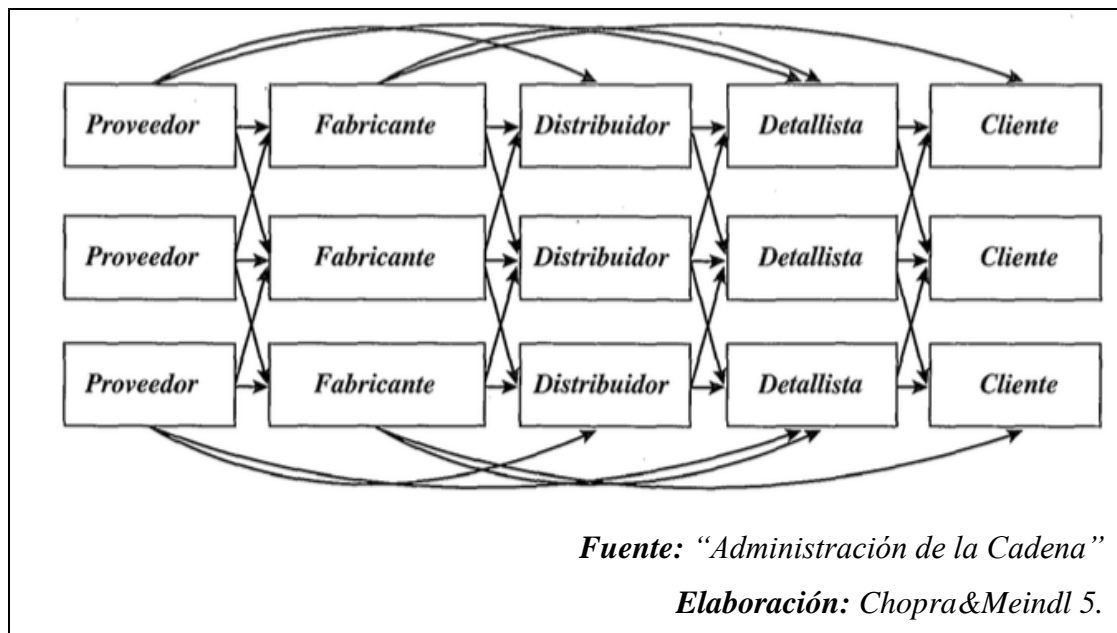 Proveedor Fabricante Distribuidor Detallista Cliente
Proveedor Fabricante Distribuidor Detallista Cliente
Proveedor Fabricante Distribuidor Detallista Cliente
Fuente: “Administración de la Cadena”
Elaboración: Chopra&Meindl 5.